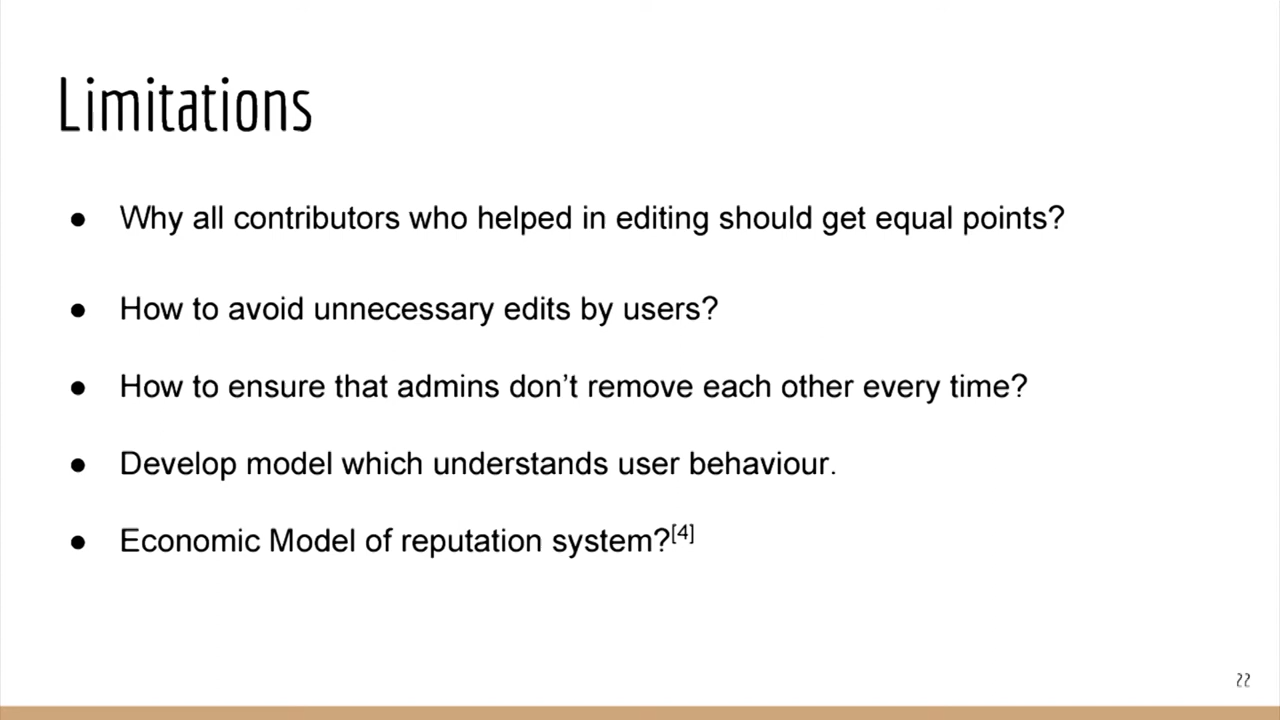 Limitations
● Why all contributors who helped in editing should get equal points?
● How to avoid unnecessary edits by users?
● How to ensure that admins don’t remove each other every time?
● Develop model which understands user behaviour.
● Economic Model of reputation system?[4]
22